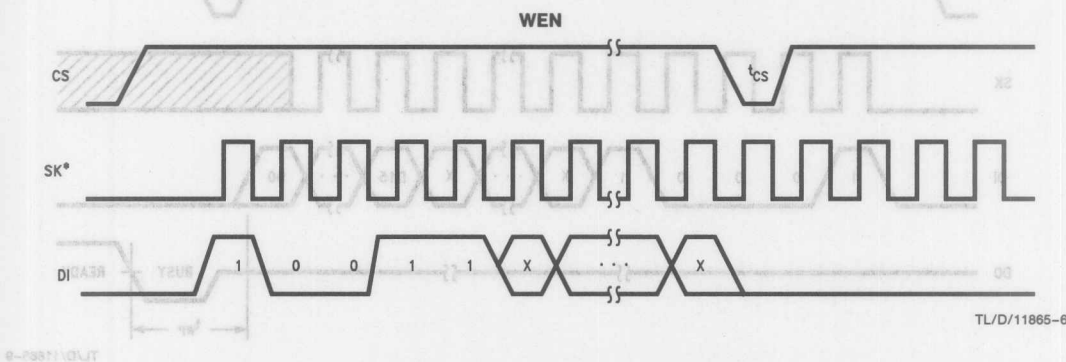 WEN
CS
tCS
SK*
DI 1 0 0 1 1 X · · · X
TL/D/11865–6